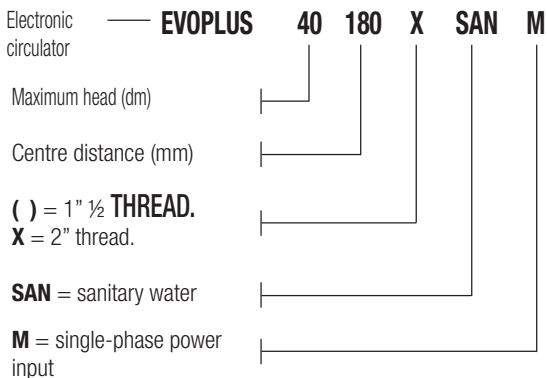 Electronic circulator EVOPLUS 40 180 X SAN M
Maximum head (dm)
Centre distance (mm)
( ) = 1” ½ THREAD.
X = 2” thread.
SAN = sanitary water
M = single-phase power
input